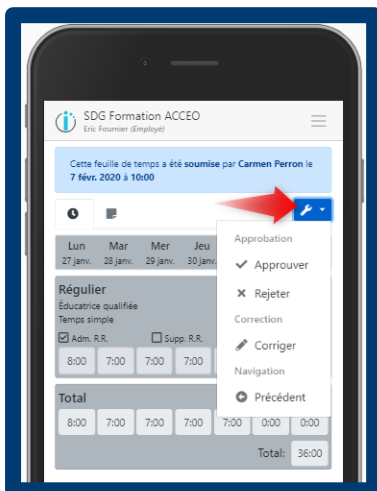 SDG Formation ACCEO
Eric Fournier (Employé)
Cette feuille de temps a été soumise par Carmen Perron le
7 févr. 2020 à 10:00
Lun Mar Mer Jeu
27 janv. 28 janv. 29 janv. 30 janv.
Approbation
Approuver
Rejeter
Correction
Corriger
Navigation
Précédent
Régulier
Éducatrice qualifiée
Temps simple
Adm. R.R. Supp. R.R.
8:00 7:00 7:00 7:00
Total
8:00 7:00 7:00 7:00 7:00 0:00 0:00
Total: 36:00